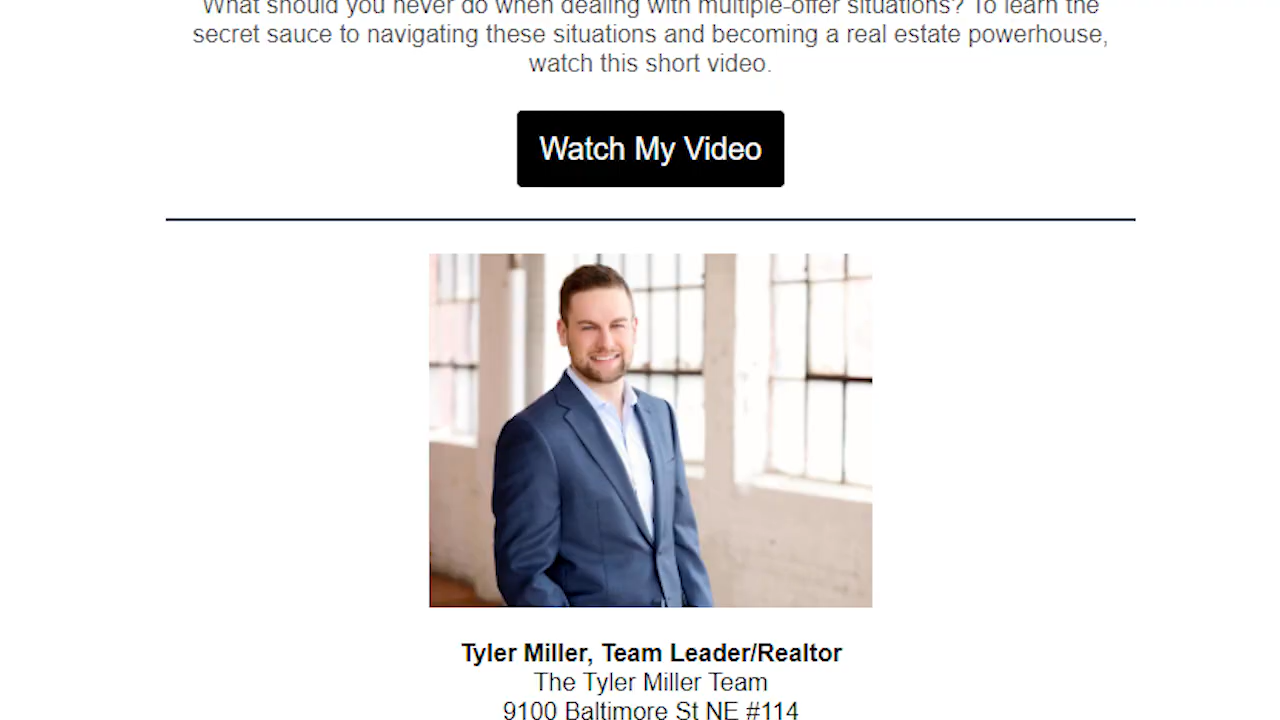 What should you never do when dealing with multiple-offer situations? To learn the
secret sauce to navigating these situations and becoming a real estate powerhouse,
watch this short video.
Watch My Video
Tyler Miller, Team Leader/Realtor
The Tyler Miller Team
9100 Baltimore St NE #114